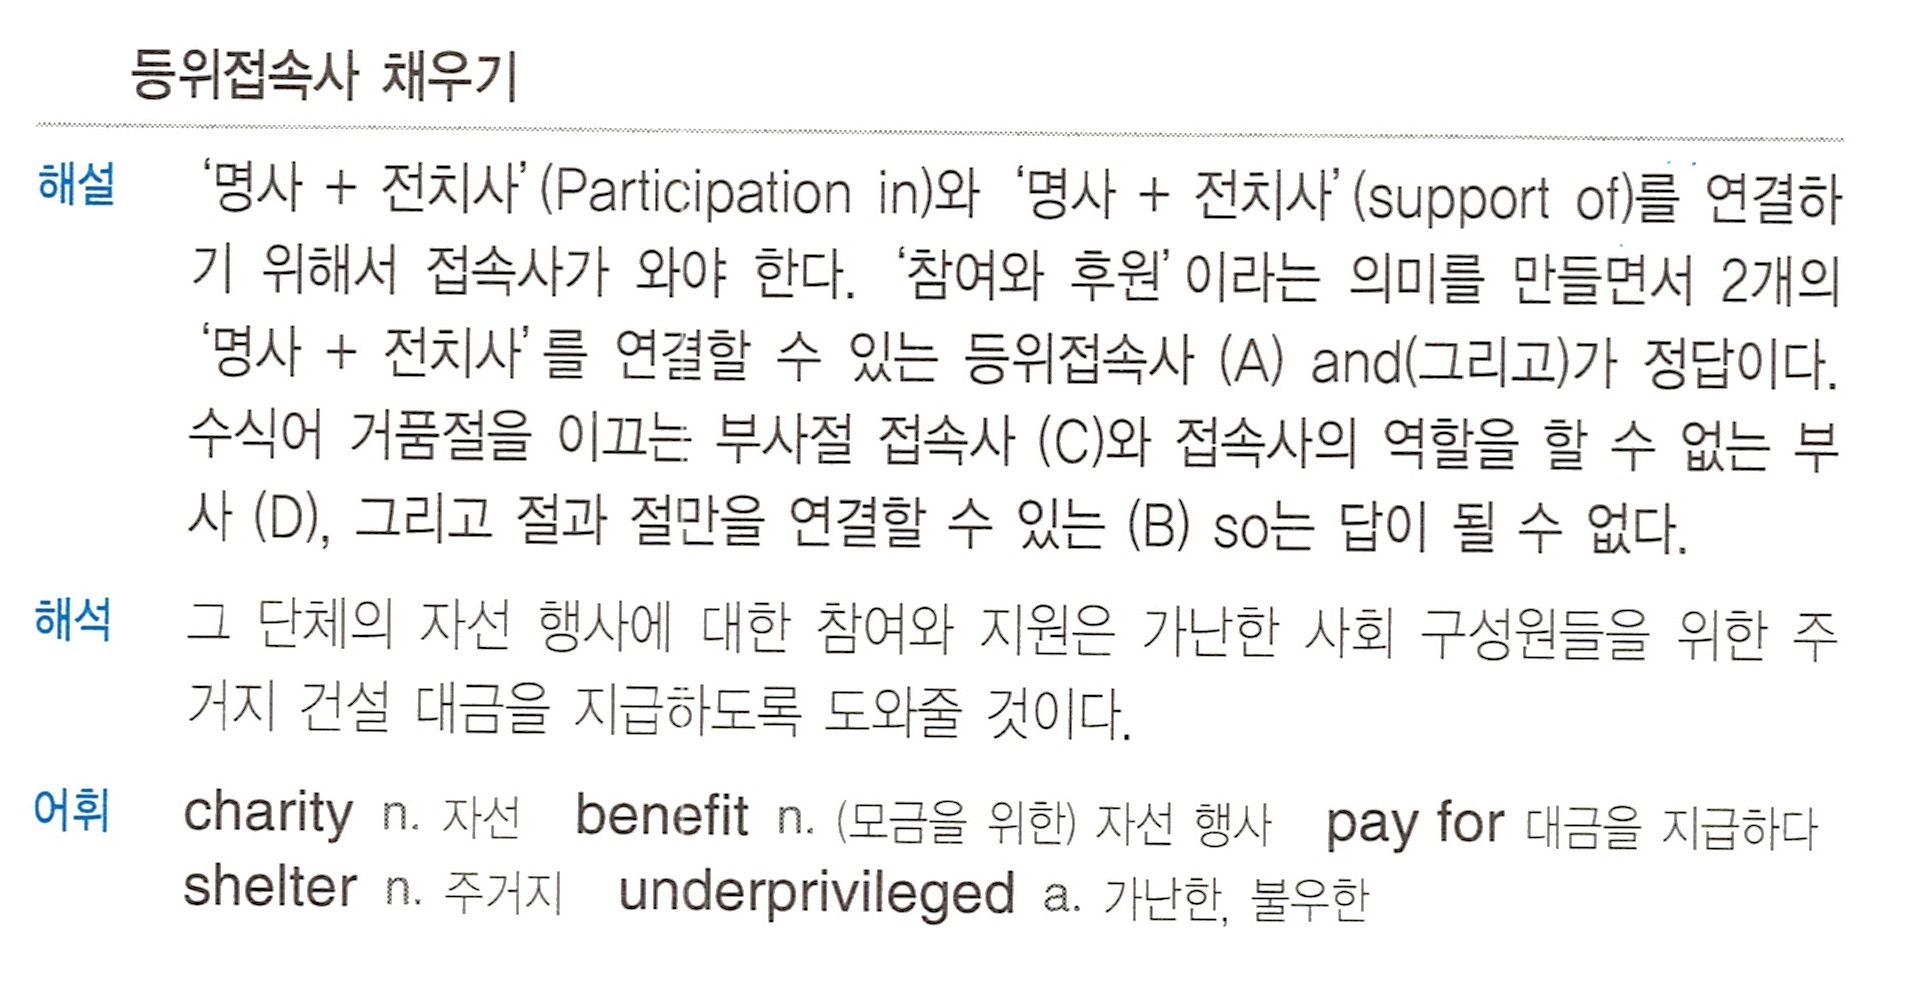 등위접속사 채우기
해설 ‘명사 + 전치사’(Participation in)와 ‘명사 + 전치사’(support of)를 연결하
기 위해서 접속사가 와야 한다. ‘참여와 후원’이라는 의미를 만들면서 2개의
‘명사 + 전치사’를 연결할 수 있는 등위접속사 (A) and(그리고)가 정답이다.
수식어 거품절을 이끄는 부사절 접속사 (C)와 접속사의 역할을 할 수 없는 부
사 (D), 그리고 절과 절만을 연결할 수 있는 (B) so는 답이 될 수 없다.
해석 그 단체의 자선 행사에 대한 참여와 지원은 가난한 사회 구성원들을 위한 주
거지 건설 대금을 지급하도록 도와줄 것이다.
어휘 charity n. 자선 benefit n. (모금을 위한) 자선 행사 pay for 대금을 지급하다
shelter n. 주거지 underprivileged a. 가난한, 불우한